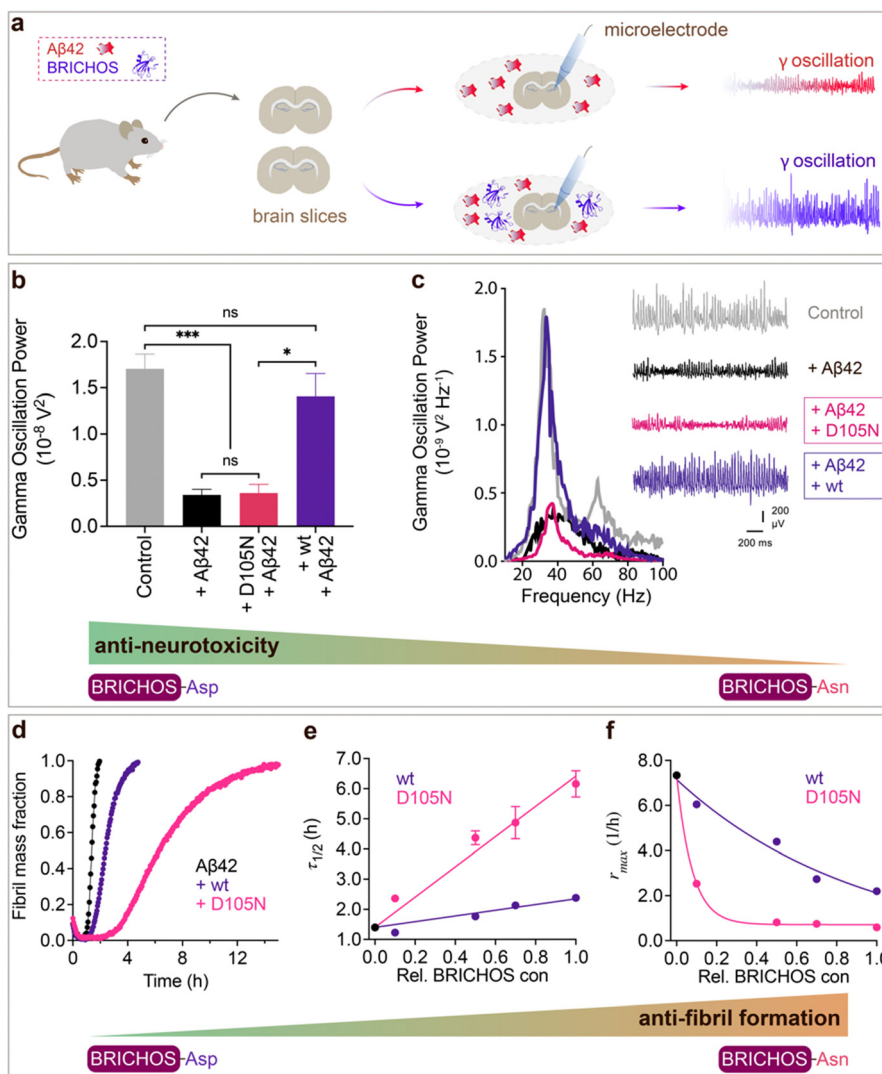 a
Aβ42
BRICHOS
microelectrode
γ oscillation
γ oscillation
brain slices
b
Gamma Oscillation Power
(10⁻⁸ V²)
2.0
1.5
1.0
0.5
0.0
ns
***
*
ns
Control
+ Aβ42
+ D105N
+ Aβ42
+ wt
+ Aβ42
c
Gamma Oscillation Power
(10⁻⁹ V² Hz⁻¹)
2.0
1.5
1.0
0.5
0.0
20 40 60 80 100
Frequency (Hz)
Control
+ Aβ42
+ Aβ42
+ D105N
+ Aβ42
+ wt
200
µV
200 ms
anti-neurotoxicity
BRICHOS-Asp
BRICHOS-Asn
d
Fibril mass fraction
1.0
0.8
0.6
0.4
0.2
0.0
0 4 8 12
Time (h)
Aβ42
+ wt
+ D105N
e
τ1/2 (h)
7.0
6.0
5.0
4.0
3.0
2.0
1.0
0.0 0.2 0.4 0.6 0.8 1.0
Rel. BRICHOS con
wt
D105N
f
rmax (1/h)
8.0
6.0
4.0
2.0
0
0.0 0.2 0.4 0.6 0.8 1.0
Rel. BRICHOS con
wt
D105N
anti-fibril formation
BRICHOS-Asp
BRICHOS-Asn